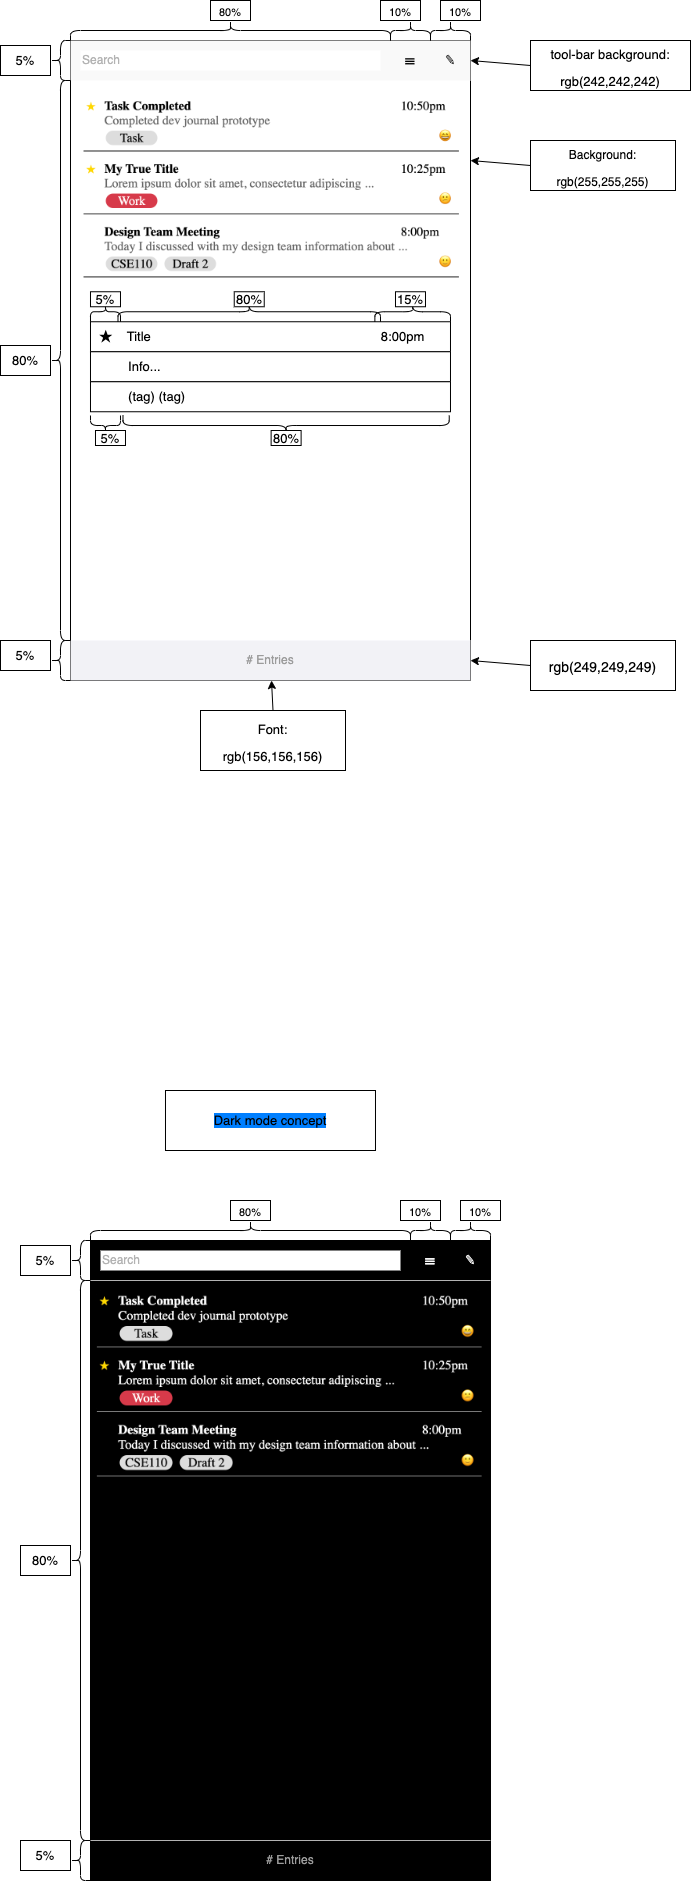 80%
10%
10%
5%
Search
tool-bar background:
rgb(242,242,242)
Task Completed
10:50pm
Completed dev journal prototype
Task
Background:
rgb(255,255,255)
My True Title
10:25pm
Lorem ipsum dolor sit amet, consectetur adipiscing ...
Work
Design Team Meeting
8:00pm
Today I discussed with my design team information about ...
CSE110
Draft 2
5%
80%
15%
80%
Title
8:00pm
Info...
(tag) (tag)
5%
80%
5%
# Entries
rgb(249,249,249)
Font:
rgb(156,156,156)
Dark mode concept
80%
10%
10%
5%
Search
Task Completed
10:50pm
Completed dev journal prototype
Task
My True Title
10:25pm
Lorem ipsum dolor sit amet, consectetur adipiscing ...
Work
Design Team Meeting
8:00pm
Today I discussed with my design team information about ...
CSE110
Draft 2
80%
5%
# Entries